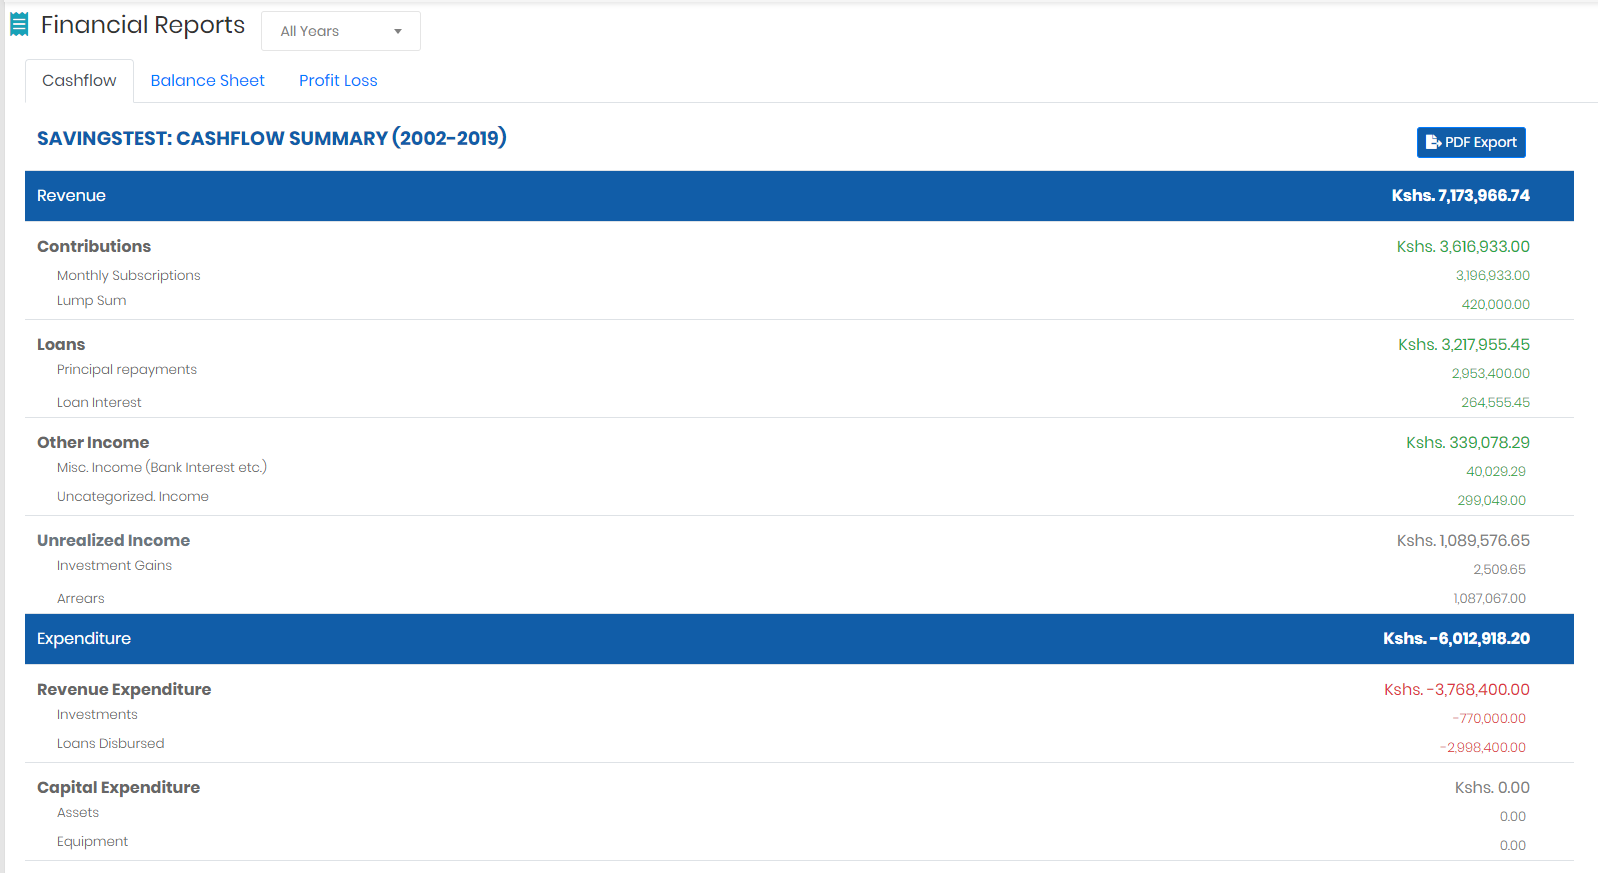 Financial Reports All Years
Cashflow Balance Sheet Profit Loss
SAVINGSTEST: CASHFLOW SUMMARY (2002-2019) PDF Export
Revenue Kshs. 7,173,966.74
Contributions Kshs. 3,616,933.00
Monthly Subscriptions 3,196,933.00
Lump Sum 420,000.00
Loans Kshs. 3,217,955.45
Principal repayments 2,953,400.00
Loan Interest 264,555.45
Other Income Kshs. 339,078.29
Misc. Income (Bank Interest etc.) 40,029.29
Uncategorized. Income 299,049.00
Unrealized Income Kshs. 1,089,576.65
Investment Gains 2,509.65
Arrears 1,087,067.00
Expenditure Kshs. -6,012,918.20
Revenue Expenditure Kshs. -3,768,400.00
Investments -770,000.00
Loans Disbursed -2,998,400.00
Capital Expenditure Kshs. 0.00
Assets 0.00
Equipment 0.00